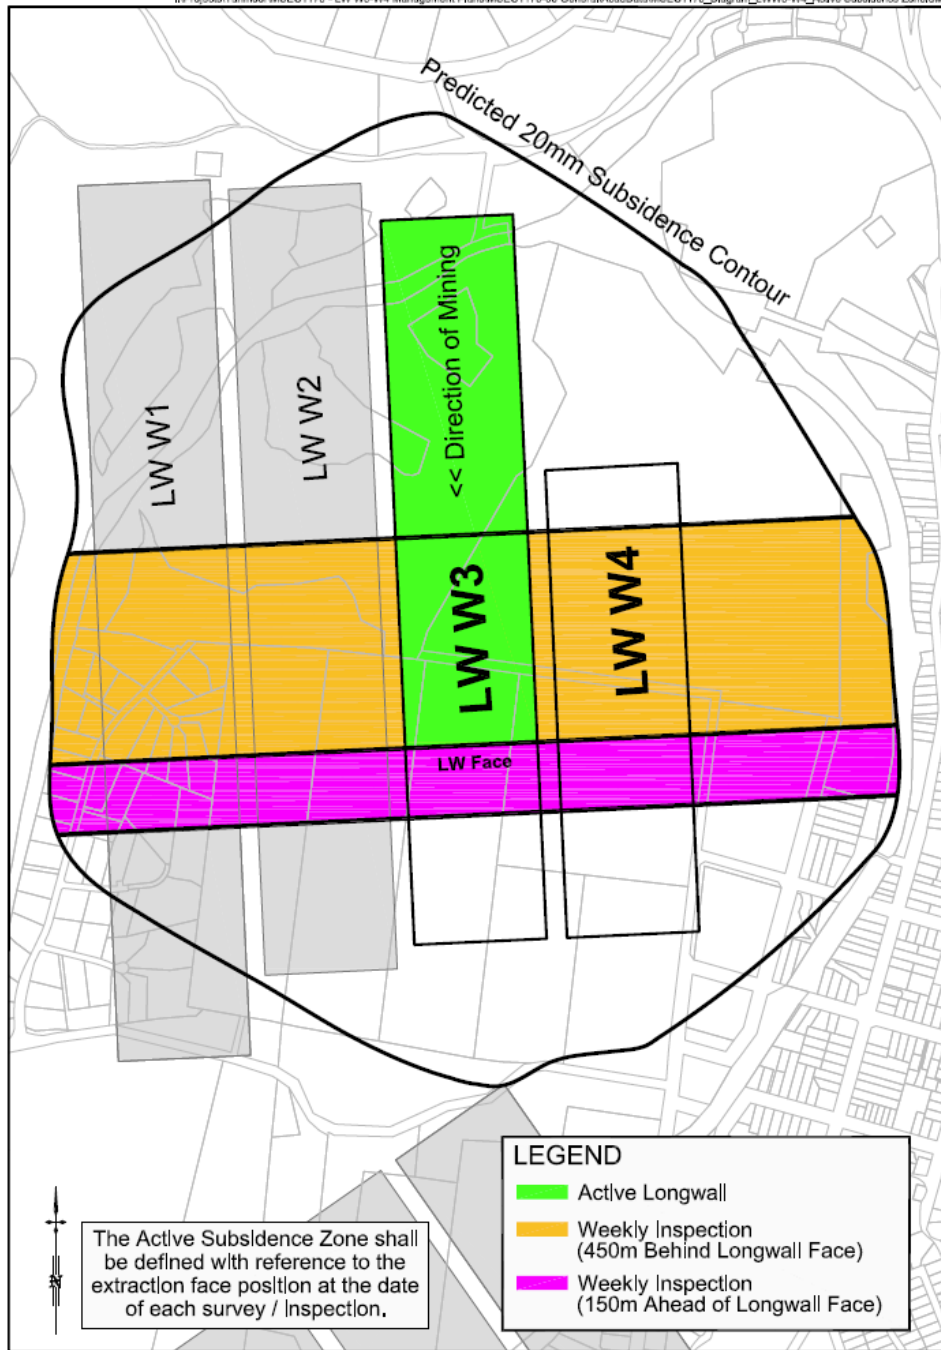 Predicted 20mm Subsidence Contour
<< Direction of Mining
LW W1
LW W2
LW W3
LW W4
LW Face
LEGEND
Active Longwall
Weekly Inspection
(450m Behind Longwall Face)
Weekly Inspection
(150m Ahead of Longwall Face)
The Active Subsidence Zone shall
be defined with reference to the
extraction face position at the date
of each survey / inspection.
N